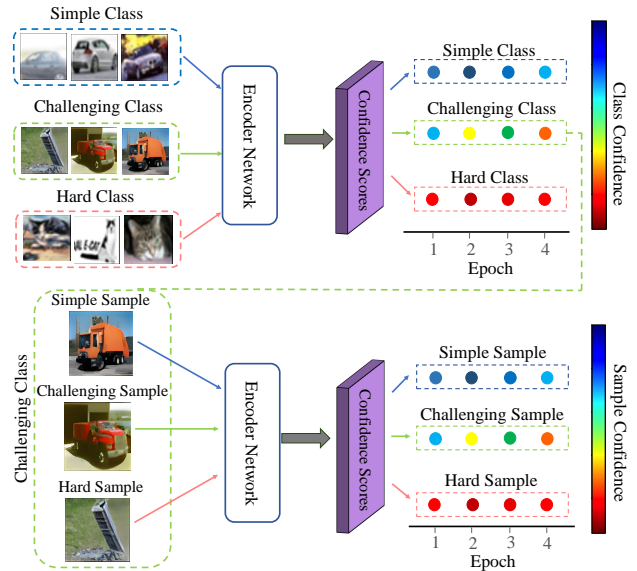 Simple Class
Challenging Class
Hard Class
UAL E-CAT
Encoder Network
Confidence Scores
Simple Class
Challenging Class
Hard Class
1 2 3 4
Epoch
Class Confidence
Challenging Class
Simple Sample
Challenging Sample
Hard Sample
Encoder Network
Confidence Scores
Simple Sample
Challenging Sample
Hard Sample
1 2 3 4
Epoch
Sample Confidence